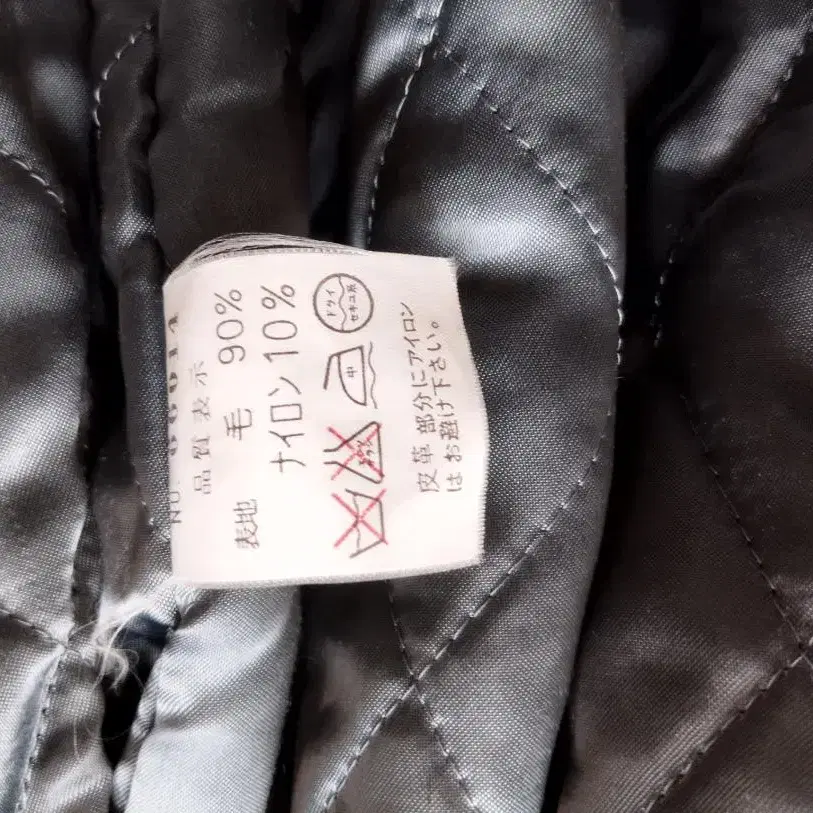 品質表示
表地 毛 90%
ナイロン 10%
ドライ
セキユ系
中
皮革部分にアイロン
はお避け下さい。